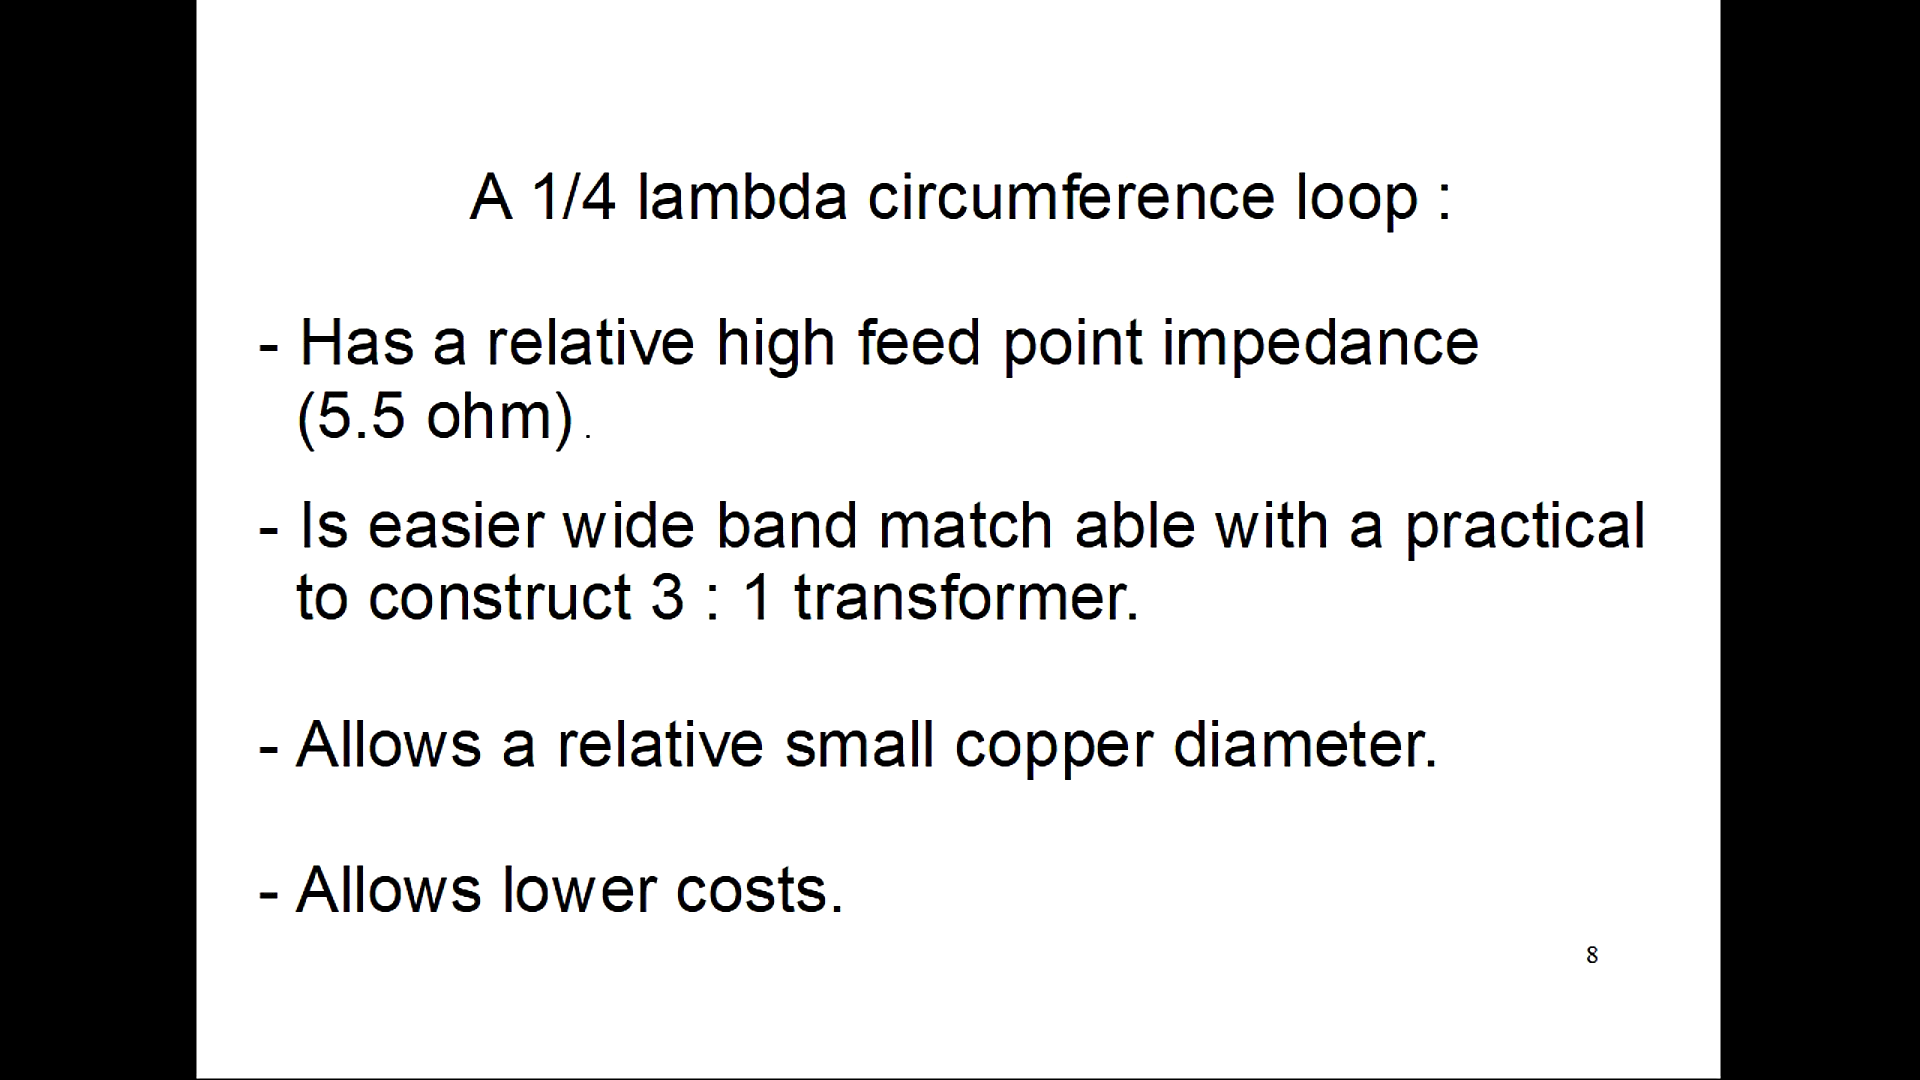 A 1/4 lambda circumference loop :
- Has a relative high feed point impedance
(5.5 ohm) .
- Is easier wide band match able with a practical
to construct 3 : 1 transformer.
- Allows a relative small copper diameter.
- Allows lower costs.
8